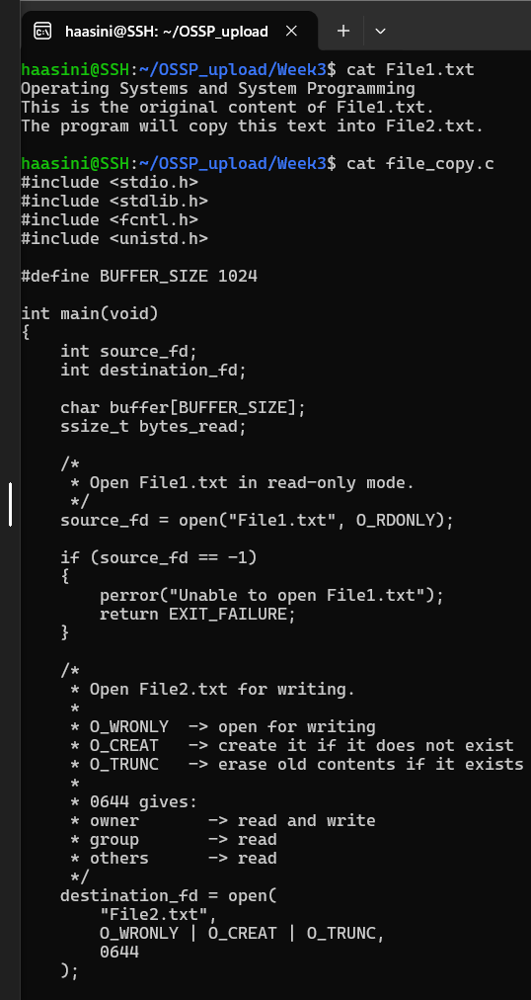 haasini@SSH: ~/OSSP_upload
haasini@SSH:~/OSSP_upload/Week3$ cat File1.txt
Operating Systems and System Programming
This is the original content of File1.txt.
The program will copy this text into File2.txt.

haasini@SSH:~/OSSP_upload/Week3$ cat file_copy.c
#include <stdio.h>
#include <stdlib.h>
#include <fcntl.h>
#include <unistd.h>

#define BUFFER_SIZE 1024

int main(void)
{
    int source_fd;
    int destination_fd;

    char buffer[BUFFER_SIZE];
    ssize_t bytes_read;

    /*
     * Open File1.txt in read-only mode.
     */
    source_fd = open("File1.txt", O_RDONLY);

    if (source_fd == -1)
    {
        perror("Unable to open File1.txt");
        return EXIT_FAILURE;
    }

    /*
     * Open File2.txt for writing.
     *
     * O_WRONLY  -> open for writing
     * O_CREAT   -> create it if it does not exist
     * O_TRUNC   -> erase old contents if it exists
     *
     * 0644 gives:
     * owner       -> read and write
     * group       -> read
     * others      -> read
     */
    destination_fd = open(
        "File2.txt",
        O_WRONLY | O_CREAT | O_TRUNC,
        0644
    );